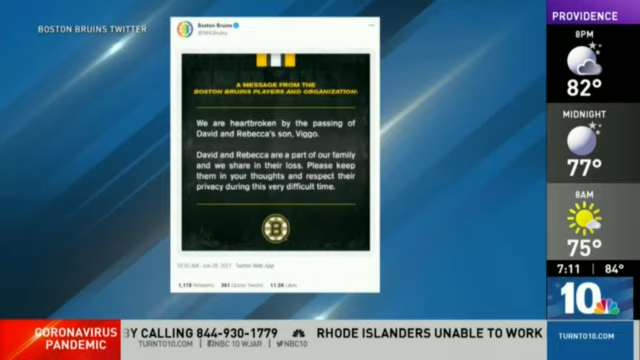 BOSTON BRUINS TWITTER
Boston Bruins
@NHLBruins
A MESSAGE FROM THE
BOSTON BRUINS PLAYERS AND ORGANIZATION:
We are heartbroken by the passing of
David and Rebecca's son, Viggo.
David and Rebecca are a part of our family
and we share in their loss. Please keep
them in your thoughts and respect their
privacy during this very difficult time.
B
2021 · Twitter Web App
Retweets
Quote Tweets
Likes
PROVIDENCE
8PM
82°
MIDNIGHT
77°
8AM
75°
7:11 84°
10
TURNTO10.COM
CORONAVIRUS
PANDEMIC
BY CALLING 844-930-1779 RHODE ISLANDERS UNABLE TO WORK
TURNTO10.COM | NBC 10 WJAR | NBC10